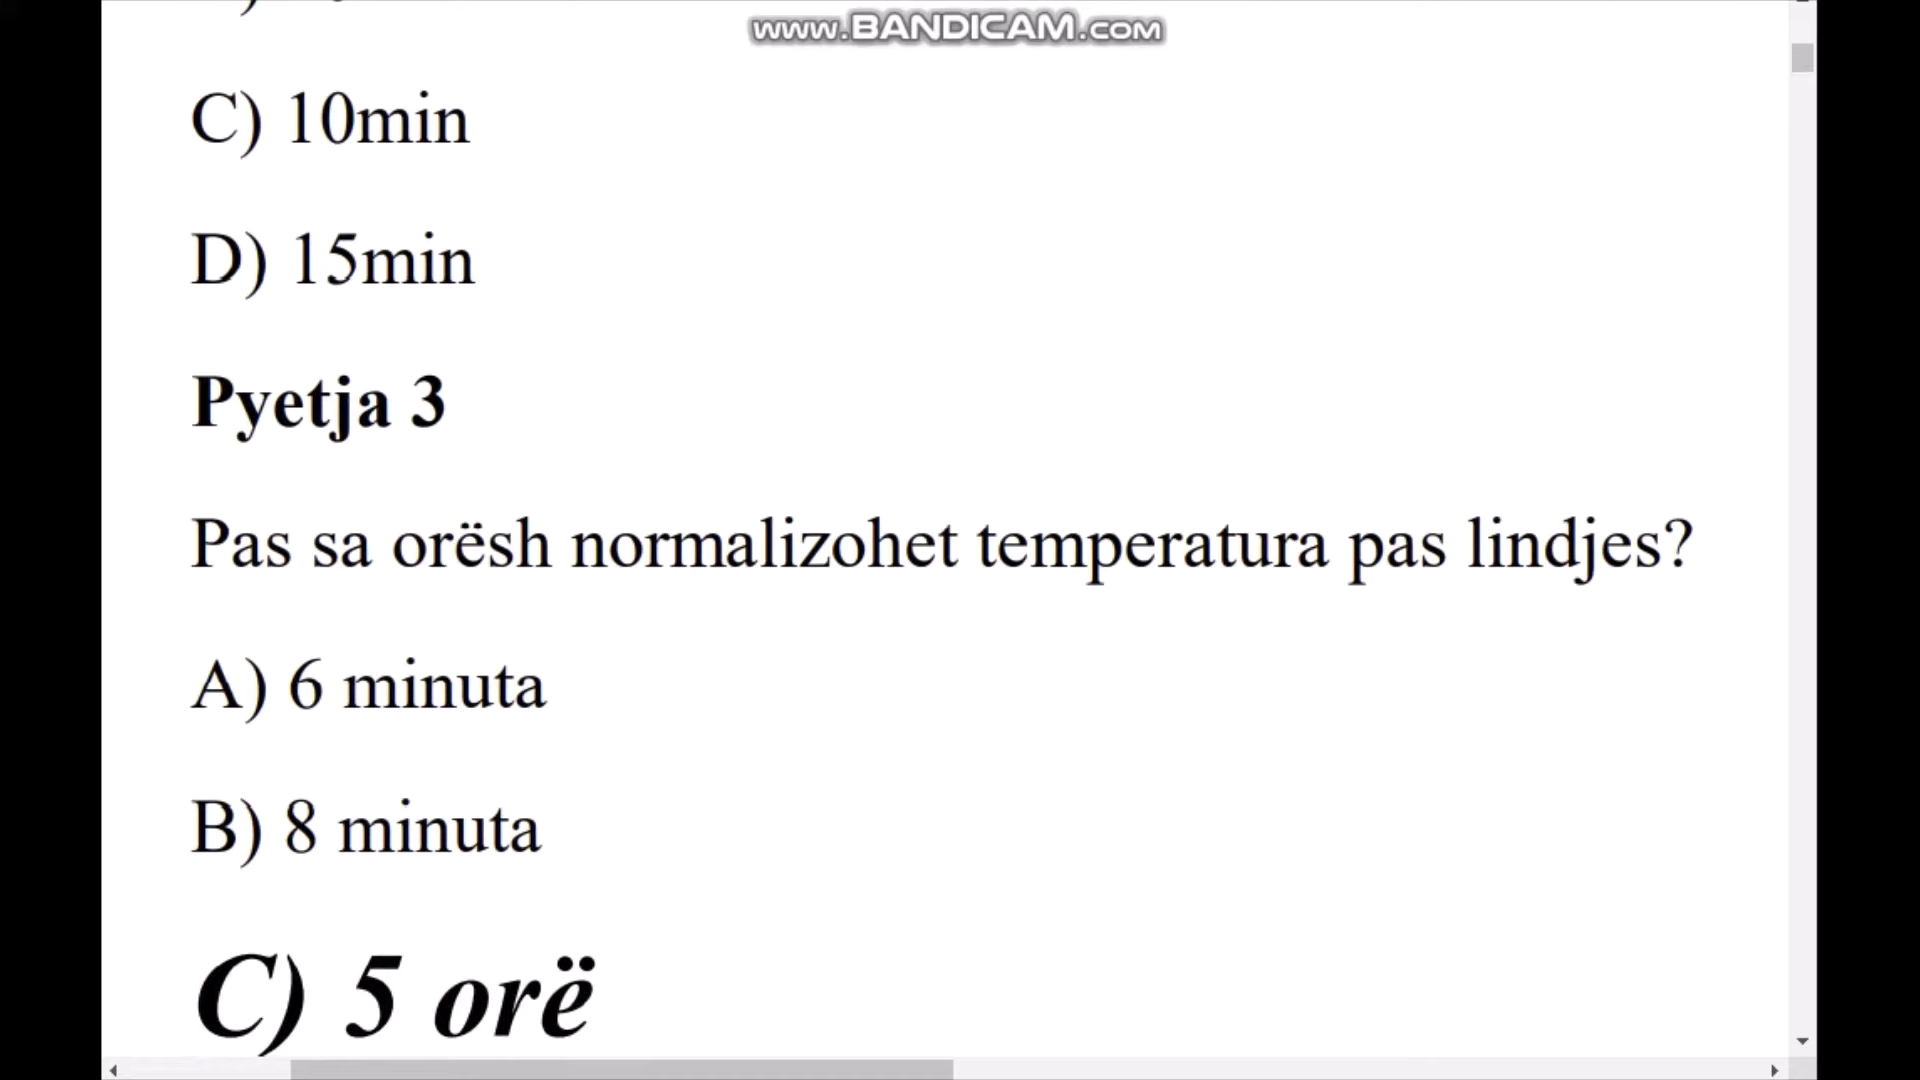 www.BANDICAM.COM
C) 10min
D) 15min
Pyetja 3
Pas sa orësh normalizohet temperatura pas lindjes?
A) 6 minuta
B) 8 minuta
C) 5 orë